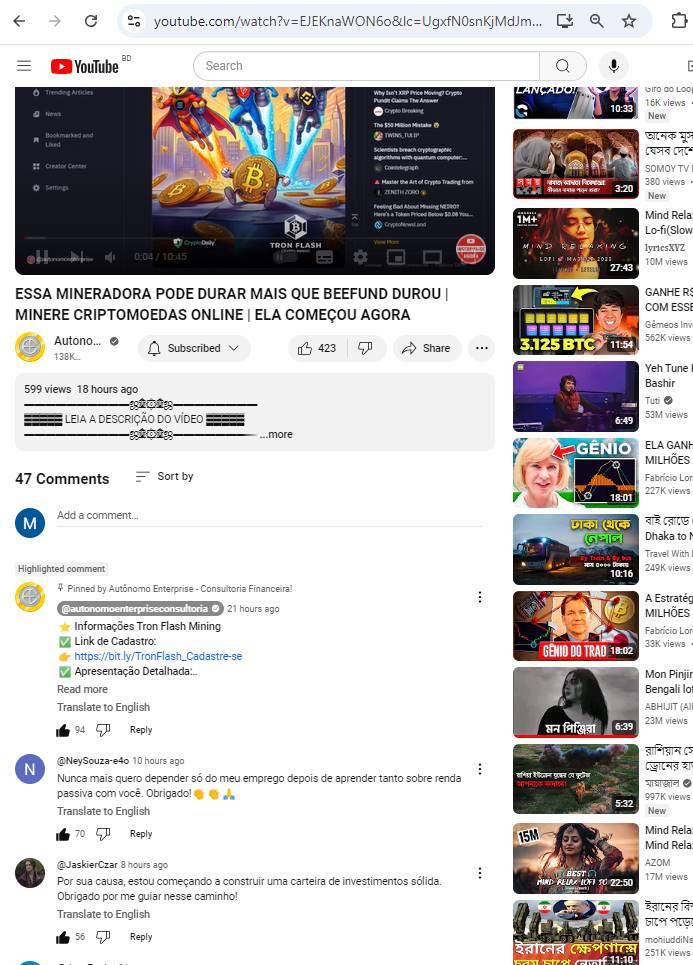 youtube.com/watch?v=EJEKnaWON6o&lc=UgxfN0snKjMdJm...
YouTube BD
Search
Trending Articles
News
Bookmarked and
Liked
Creator Center
Settings
Why Isn't XRP Price Moving? Crypto
Pundit Claims The Answer
Crypto Breaking
The $50 Million Mistake
TWINS_TULIP
Scientists breach cryptographic
algorithms with quantum computer:...
Cointelegraph
Master the Art of Crypto Trading from
ZENITH ZORO
Feeling Bad About Missing NEIRO?
Here's a Token Priced Below $0.08 You...
CryptoNewsLand
View More
CryptoDaily
TRON FLASH
0:04 / 10:45
ESSA MINERADORA PODE DURAR MAIS QUE BEEFUND DUROU |
MINERE CRIPTOMOEDAS ONLINE | ELA COMEÇOU AGORA
Autôno...
138K...
Subscribed
423
Share
599 views 18 hours ago
LEIA A DESCRIÇÃO DO VÍDEO
...more
47 Comments
Sort by
M
Add a comment...
Highlighted comment
Pinned by Autônomo Enterprise - Consultoria Financeira!
@autonomoenterpriseconsultoria 21 hours ago
⭐ Informações Tron Flash Mining
✅ Link de Cadastro:
👉 https://bit.ly/TronFlash_Cadastre-se
✅ Apresentação Detalhada:..
Read more
Translate to English
94 Reply
N
@NeySouza-e4o 10 hours ago
Nunca mais quero depender só do meu emprego depois de aprender tanto sobre renda
passiva com você. Obrigado!👏👏🙏
Translate to English
70 Reply
@JaskierCzar 8 hours ago
Por sua causa, estou começando a construir uma carteira de investimentos sólida.
Obrigado por me guiar nesse caminho!
Translate to English
56 Reply
LANÇADO!
10:33
Giro do Loop
16K views
New
3:20
অনেক মুস
যেসব দেশে
SOMOY TV
380 views
New
1M+
MIND RELAXING
27:43
Mind Rela
Lo-fi(Slow
lyricsXYZ
10M views
3.125 BTC
11:54
GANHE R$
COM ESSE
Gêmeos Inv
562K views
6:49
Yeh Tune
Bashir
Tuti
53M views
GÊNIO
18:01
ELA GANH
MILHÕES
Fabrício Lor
227K views
ঢাকা থেকে
নেপাল
By Train & By bus
10:16
বাই রোডে
Dhaka to N
Travel With
249K views
GÊNIO DO TRAD
18:02
A Estratég
MILHÕES
Fabrício Lor
33K views
মন পিঞ্জিরা
6:39
Mon Pinjir
Bengali lof
ABHIJIT (All
23M views
5:32
রাশিয়ান সে
ড্রোনের হা
মায়াজাল
997K views
New
15M
BEST
MIND RELAX LOFI SO
22:50
Mind Relax
Mind Relax
AZOM
17M views
ইরানের ক্ষেপণাস্ত্রে
11:10
ইরানের বি
চাপে পড়ে
mohiuddiNs
251K views